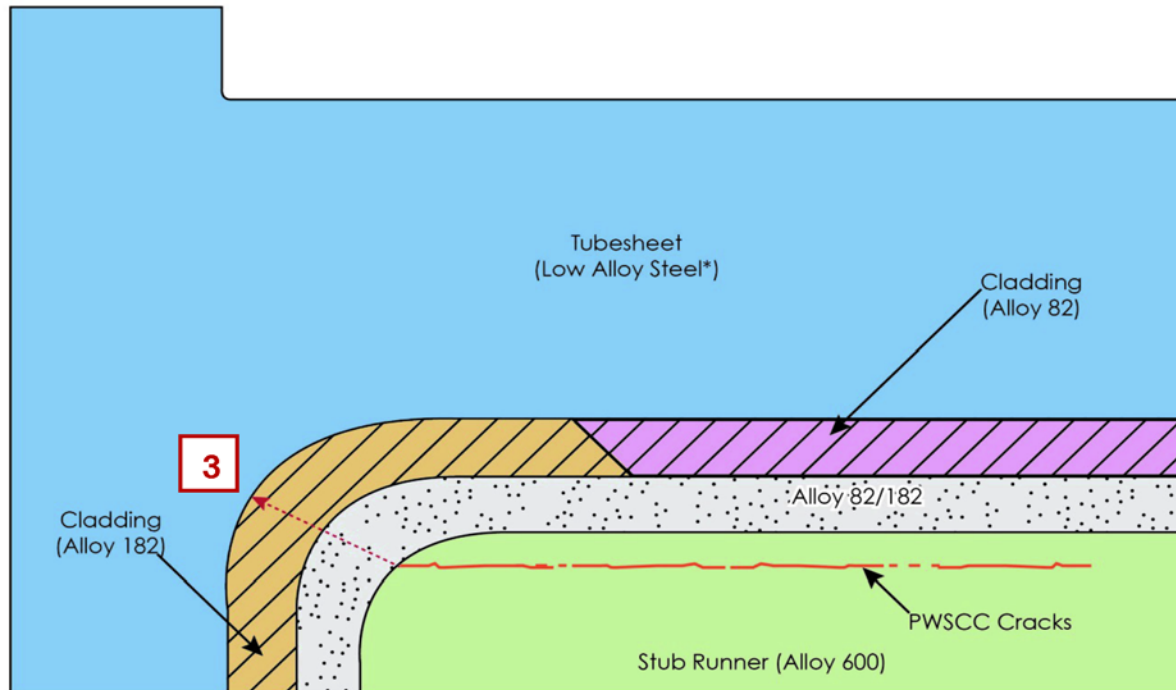 Tubesheet
(Low Alloy Steel*)
Cladding
(Alloy 82)
3
Alloy 82/182
Cladding
(Alloy 182)
PWSCC Cracks
Stub Runner (Alloy 600)